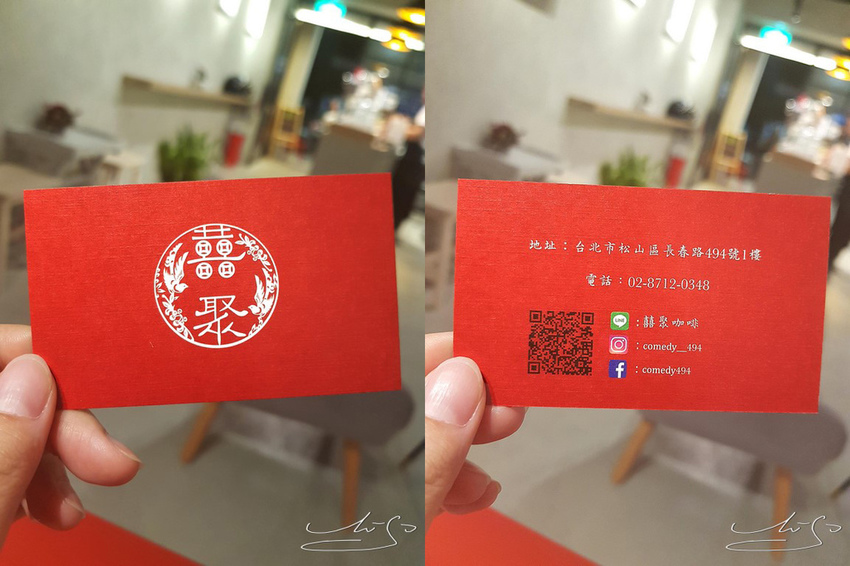 囍
聚
地址：台北市松山區長春路494號1樓
電話：02-8712-0348
LINE：囍聚咖啡
：comedy__494
：comedy494